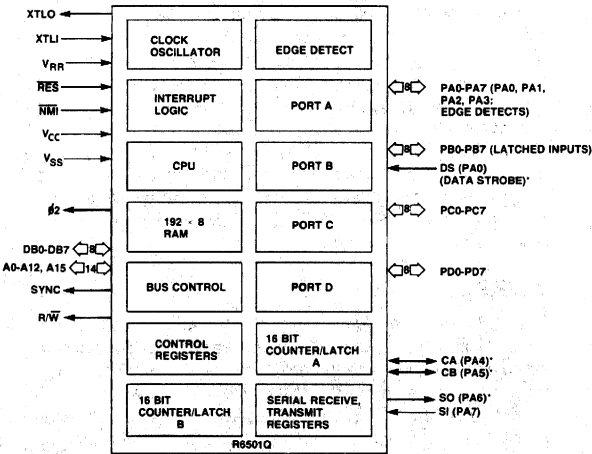 XTLO
XTLI
VRR
RES
NMI
VCC
VSS
ø2
DB0-DB7 8
A0-A12, A15 14
SYNC
R/W
CLOCK
OSCILLATOR
EDGE DETECT
INTERRUPT
LOGIC
PORT A
CPU
PORT B
192 × 8
RAM
PORT C
BUS CONTROL
PORT D
CONTROL
REGISTERS
16 BIT
COUNTER/LATCH
A
16 BIT
COUNTER/LATCH
B
SERIAL RECEIVE,
TRANSMIT
REGISTERS
R6501Q
8 PA0-PA7 (PA0, PA1,
PA2, PA3:
EDGE DETECTS)
8 PB0-PB7 (LATCHED INPUTS)
DS (PA0)
(DATA STROBE)*
8 PC0-PC7
8 PD0-PD7
CA (PA4)*
CB (PA5)*
SO (PA6)*
SI (PA7)